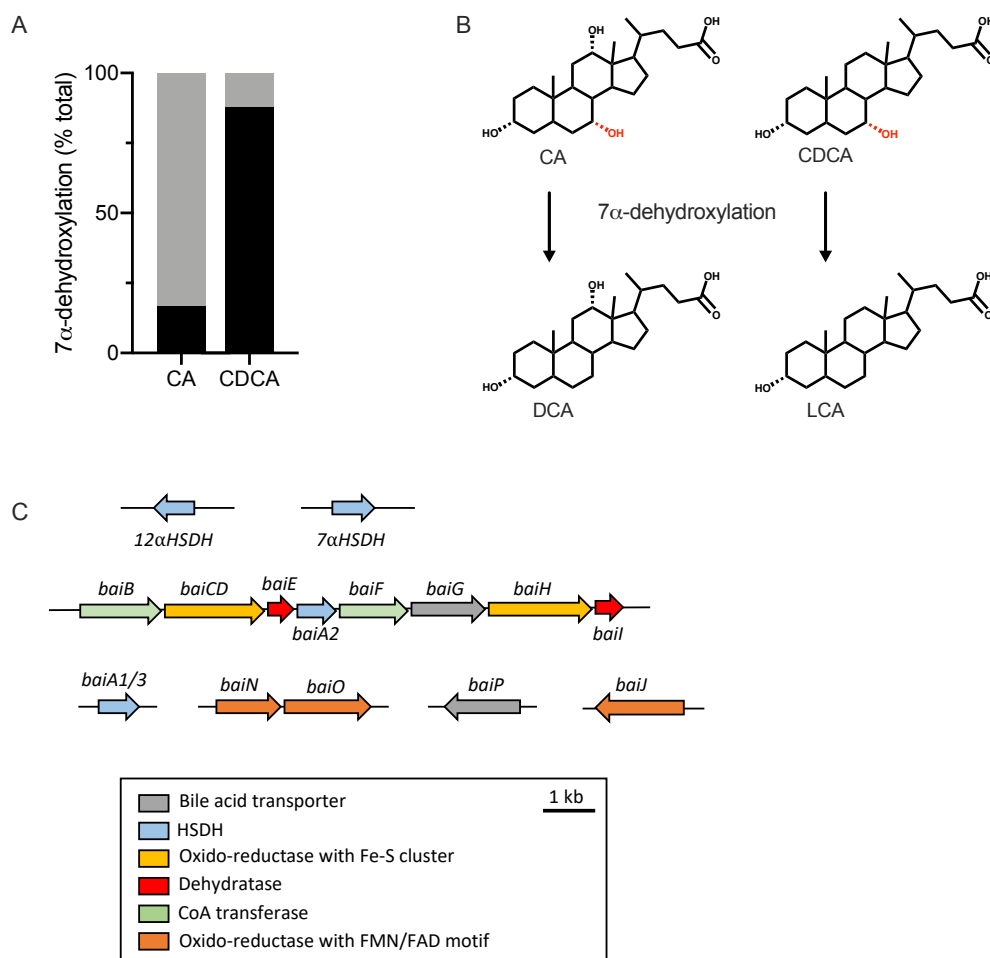 A
7α-dehydroxylation (% total)
100
50
0
CA
CDCA
B
OH
OH
O
HO
OH
CA
OH
O
HO
OH
CDCA
7α-dehydroxylation
OH
OH
O
HO
DCA
OH
O
HO
LCA
C
12αHSDH
7αHSDH
baiB
baiCD
baiE
baiA2
baiF
baiG
baiH
baiI
baiA1/3
baiN
baiO
baiP
baiJ
Bile acid transporter
1 kb
HSDH
Oxido-reductase with Fe-S cluster
Dehydratase
CoA transferase
Oxido-reductase with FMN/FAD motif